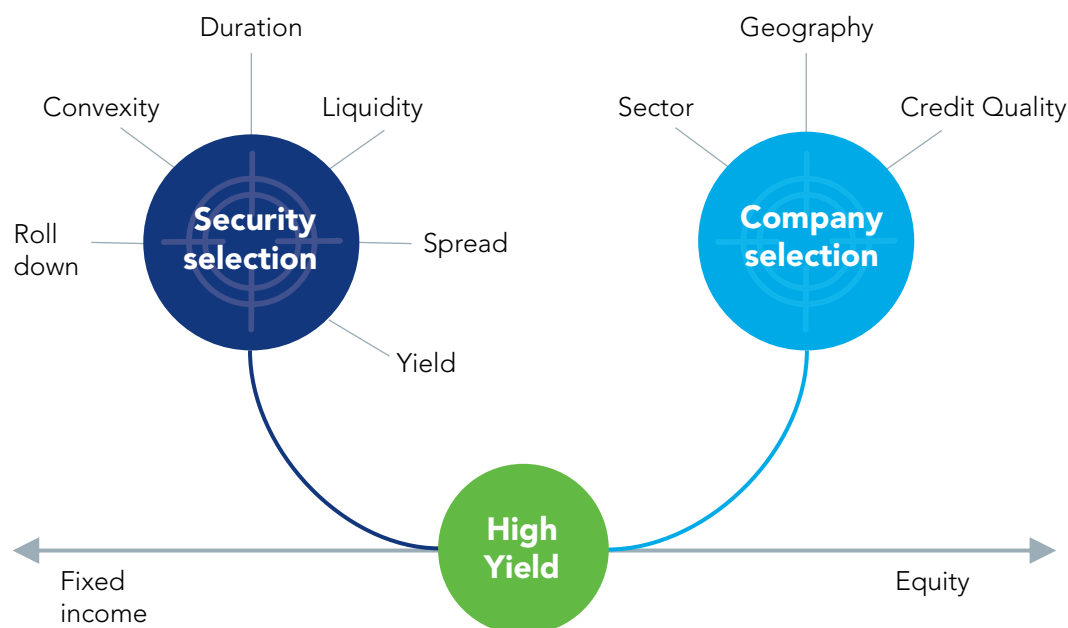 Duration
Geography
Convexity
Liquidity
Sector
Credit Quality
Security
selection
Company
selection
Roll
down
Spread
Yield
High
Yield
Fixed
income
Equity